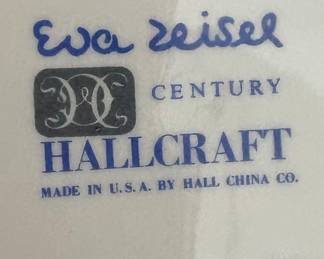 Eva Zeisel
CENTURY
HALLCRAFT
MADE IN U.S.A. BY HALL CHINA CO.